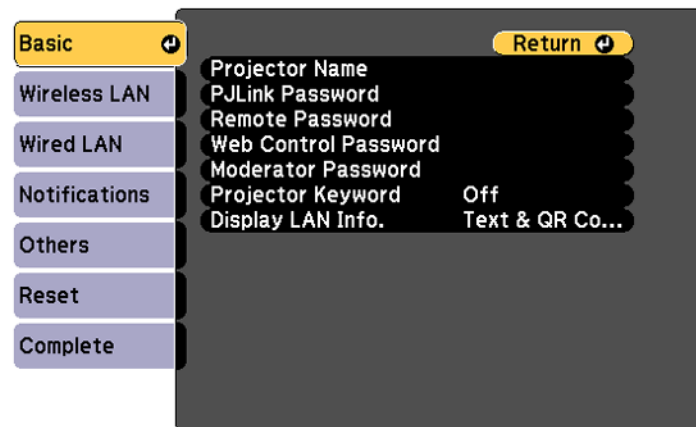 Basic
Wireless LAN
Wired LAN
Notifications
Others
Reset
Complete
Return
Projector Name
PJLink Password
Remote Password
Web Control Password
Moderator Password
Projector Keyword Off
Display LAN Info. Text & QR Co...